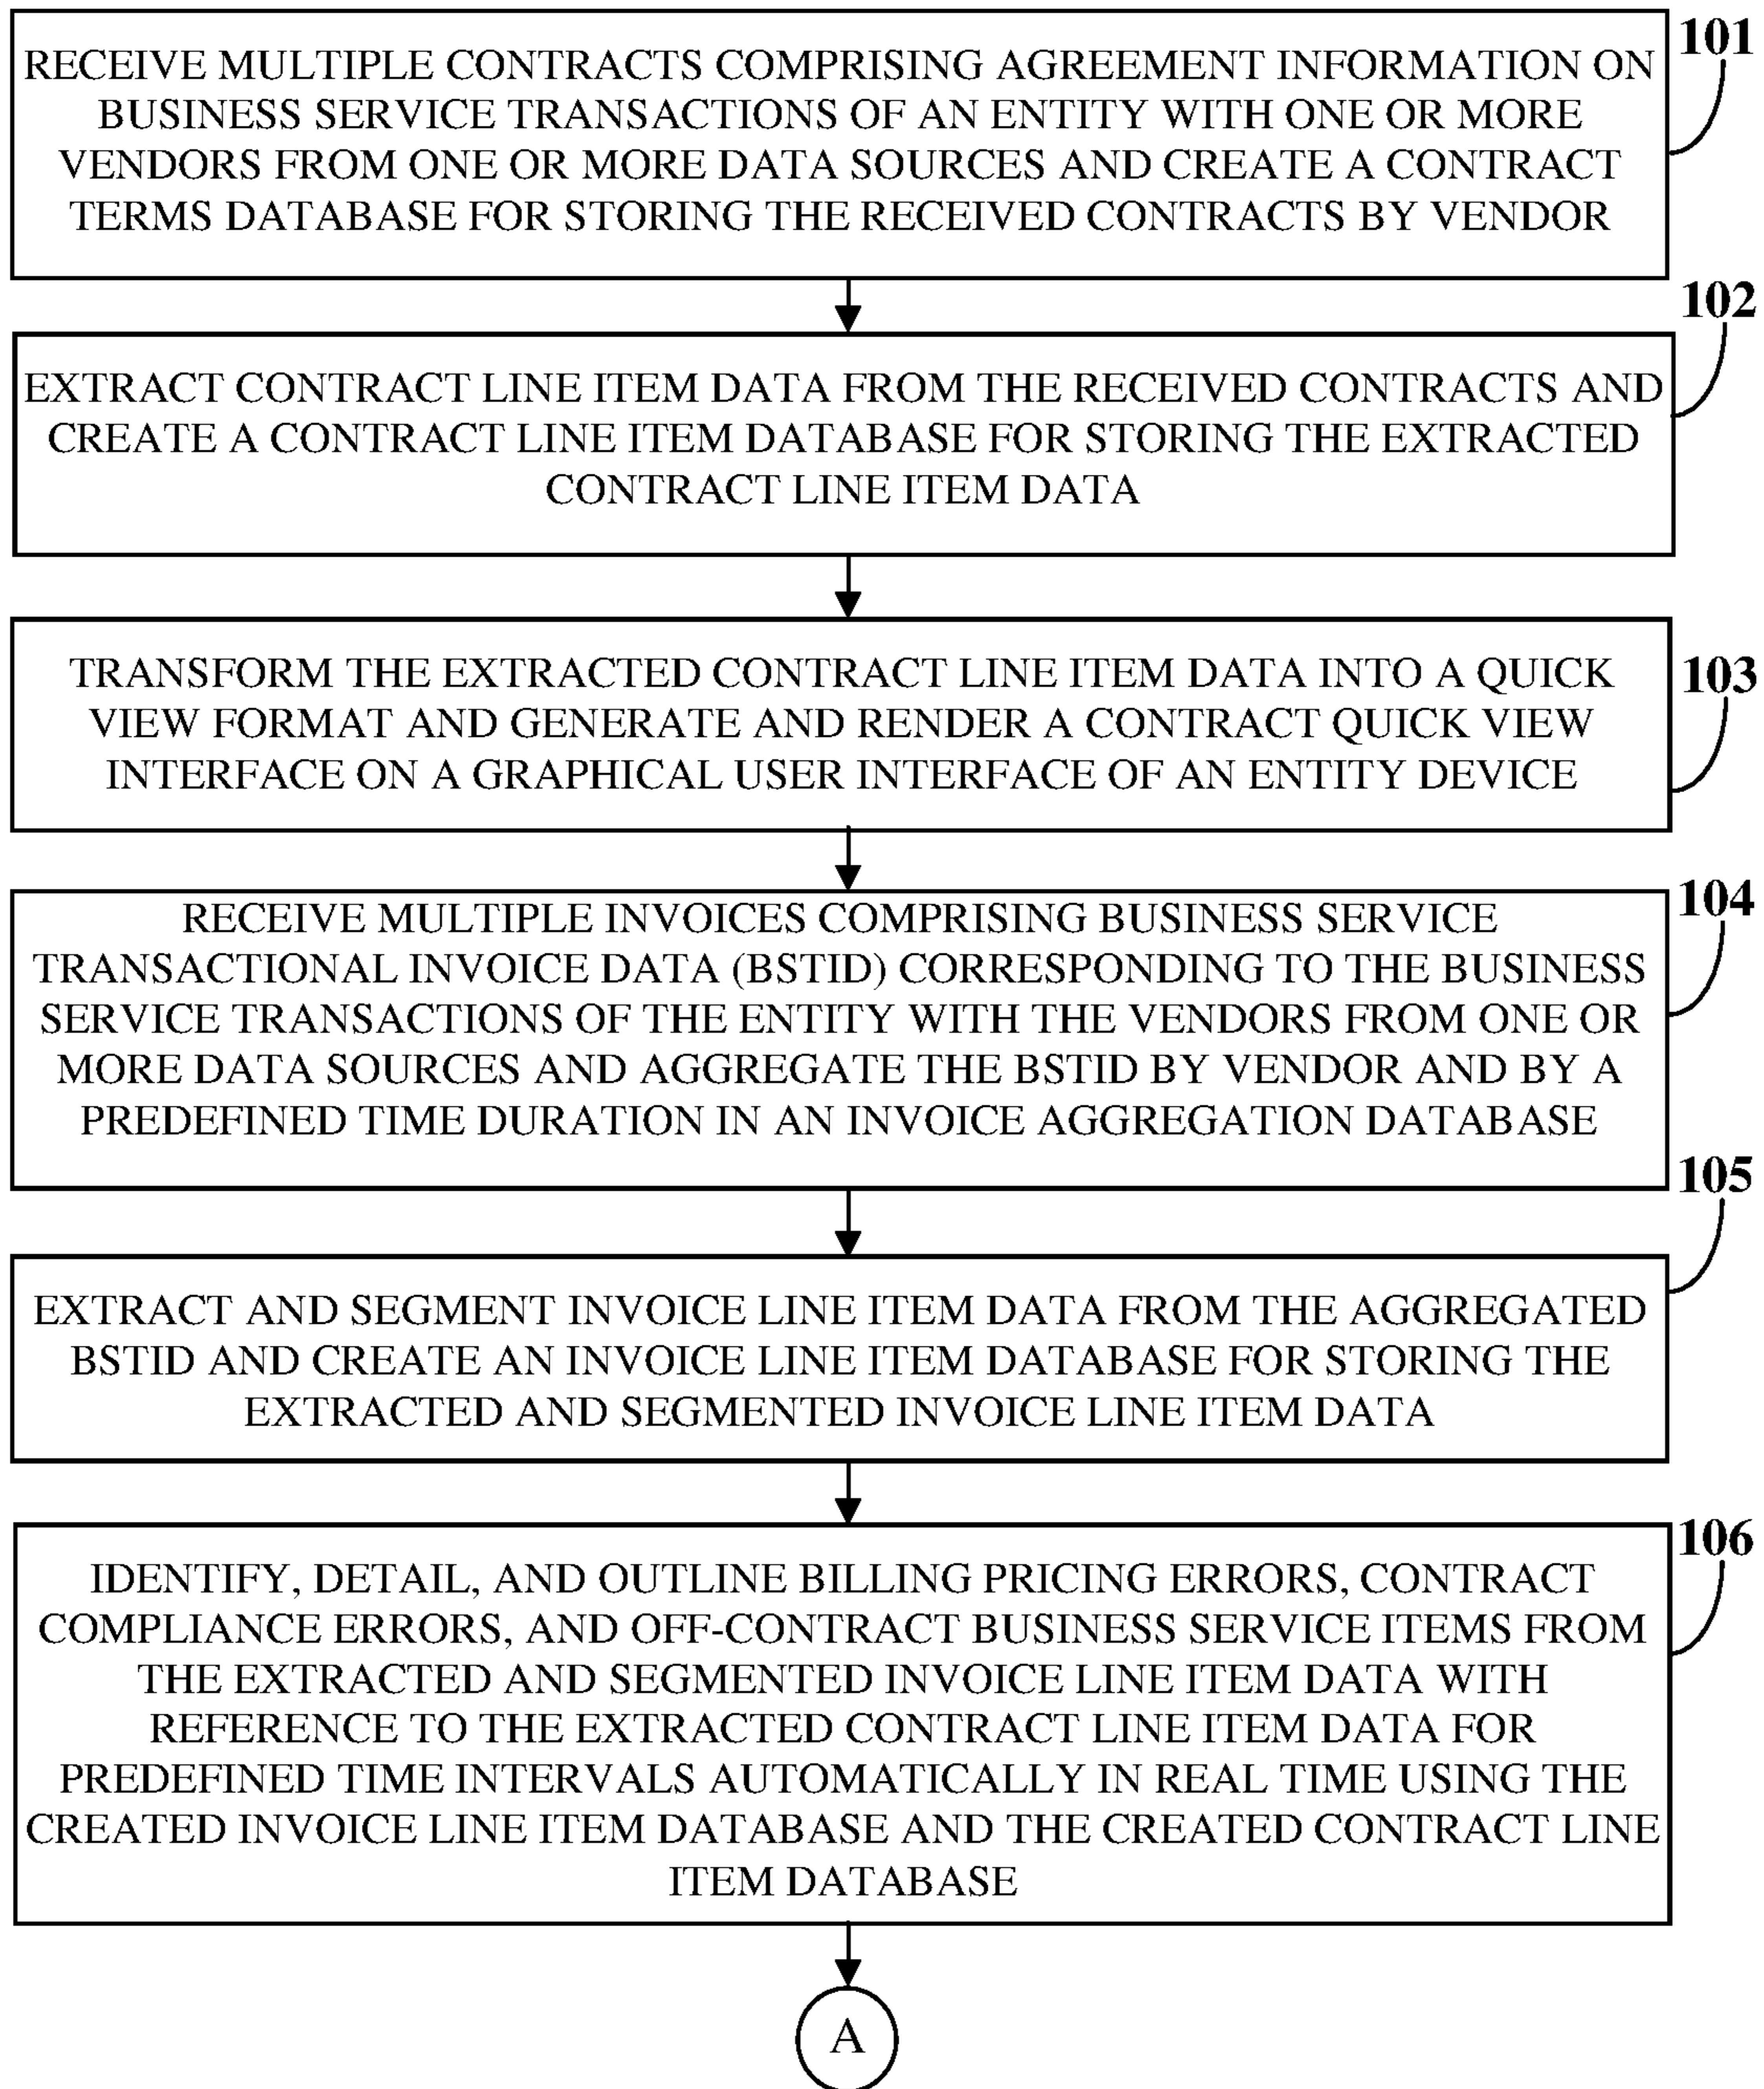 101
RECEIVE MULTIPLE CONTRACTS COMPRISING AGREEMENT INFORMATION ON
BUSINESS SERVICE TRANSACTIONS OF AN ENTITY WITH ONE OR MORE
VENDORS FROM ONE OR MORE DATA SOURCES AND CREATE A CONTRACT
TERMS DATABASE FOR STORING THE RECEIVED CONTRACTS BY VENDOR
102
EXTRACT CONTRACT LINE ITEM DATA FROM THE RECEIVED CONTRACTS AND
CREATE A CONTRACT LINE ITEM DATABASE FOR STORING THE EXTRACTED
CONTRACT LINE ITEM DATA
103
TRANSFORM THE EXTRACTED CONTRACT LINE ITEM DATA INTO A QUICK
VIEW FORMAT AND GENERATE AND RENDER A CONTRACT QUICK VIEW
INTERFACE ON A GRAPHICAL USER INTERFACE OF AN ENTITY DEVICE
104
RECEIVE MULTIPLE INVOICES COMPRISING BUSINESS SERVICE
TRANSACTIONAL INVOICE DATA (BSTID) CORRESPONDING TO THE BUSINESS
SERVICE TRANSACTIONS OF THE ENTITY WITH THE VENDORS FROM ONE OR
MORE DATA SOURCES AND AGGREGATE THE BSTID BY VENDOR AND BY A
PREDEFINED TIME DURATION IN AN INVOICE AGGREGATION DATABASE
105
EXTRACT AND SEGMENT INVOICE LINE ITEM DATA FROM THE AGGREGATED
BSTID AND CREATE AN INVOICE LINE ITEM DATABASE FOR STORING THE
EXTRACTED AND SEGMENTED INVOICE LINE ITEM DATA
106
IDENTIFY, DETAIL, AND OUTLINE BILLING PRICING ERRORS, CONTRACT
COMPLIANCE ERRORS, AND OFF-CONTRACT BUSINESS SERVICE ITEMS FROM
THE EXTRACTED AND SEGMENTED INVOICE LINE ITEM DATA WITH
REFERENCE TO THE EXTRACTED CONTRACT LINE ITEM DATA FOR
PREDEFINED TIME INTERVALS AUTOMATICALLY IN REAL TIME USING THE
CREATED INVOICE LINE ITEM DATABASE AND THE CREATED CONTRACT LINE
ITEM DATABASE
A